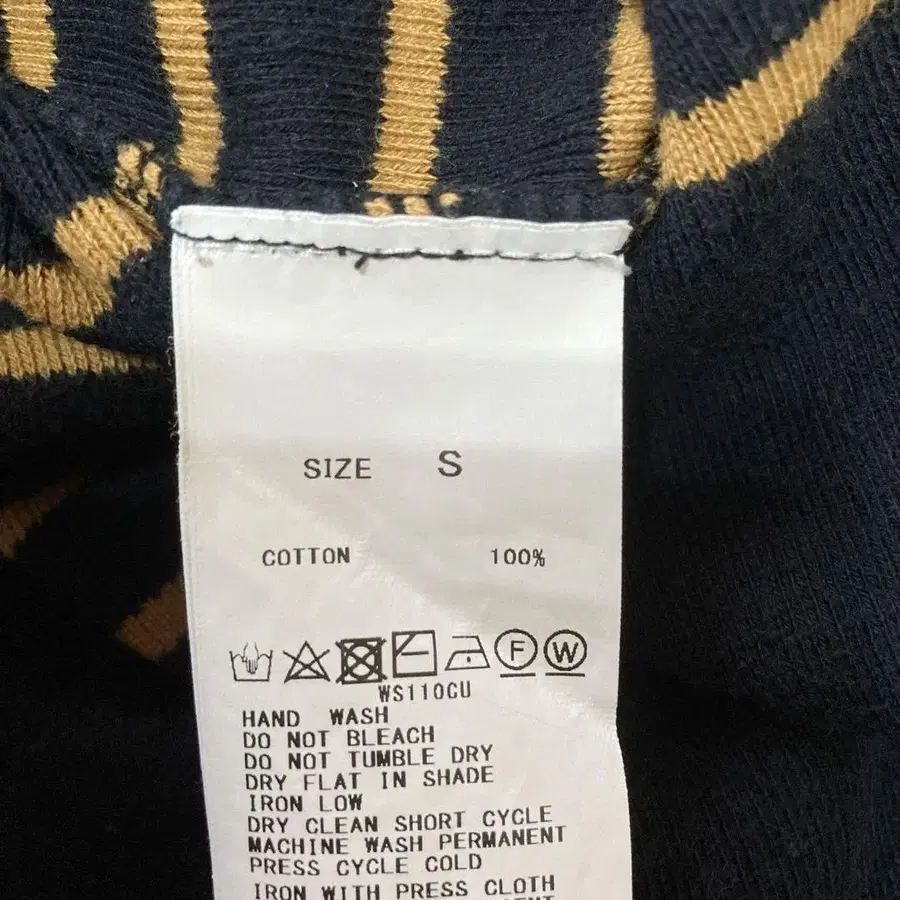 SIZE S
COTTON 100%
F W
WS110CU
HAND WASH
DO NOT BLEACH
DO NOT TUMBLE DRY
DRY FLAT IN SHADE
IRON LOW
DRY CLEAN SHORT CYCLE
MACHINE WASH PERMANENT
PRESS CYCLE COLD
IRON WITH PRESS CLOTH